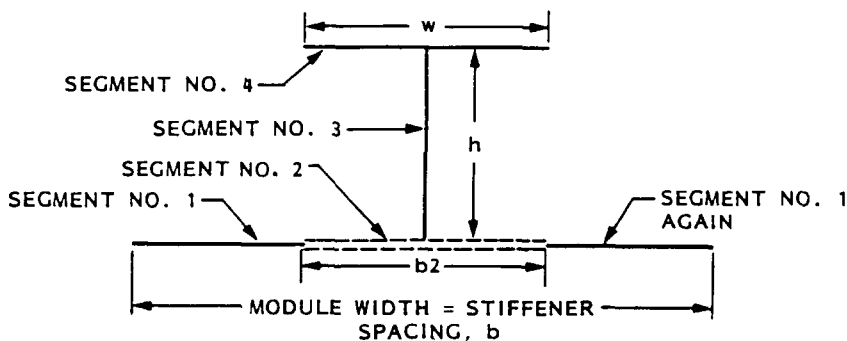 w
SEGMENT NO. 4
SEGMENT NO. 3
h
SEGMENT NO. 2
SEGMENT NO. 1
SEGMENT NO. 1
AGAIN
b2
MODULE WIDTH = STIFFENER
SPACING, b